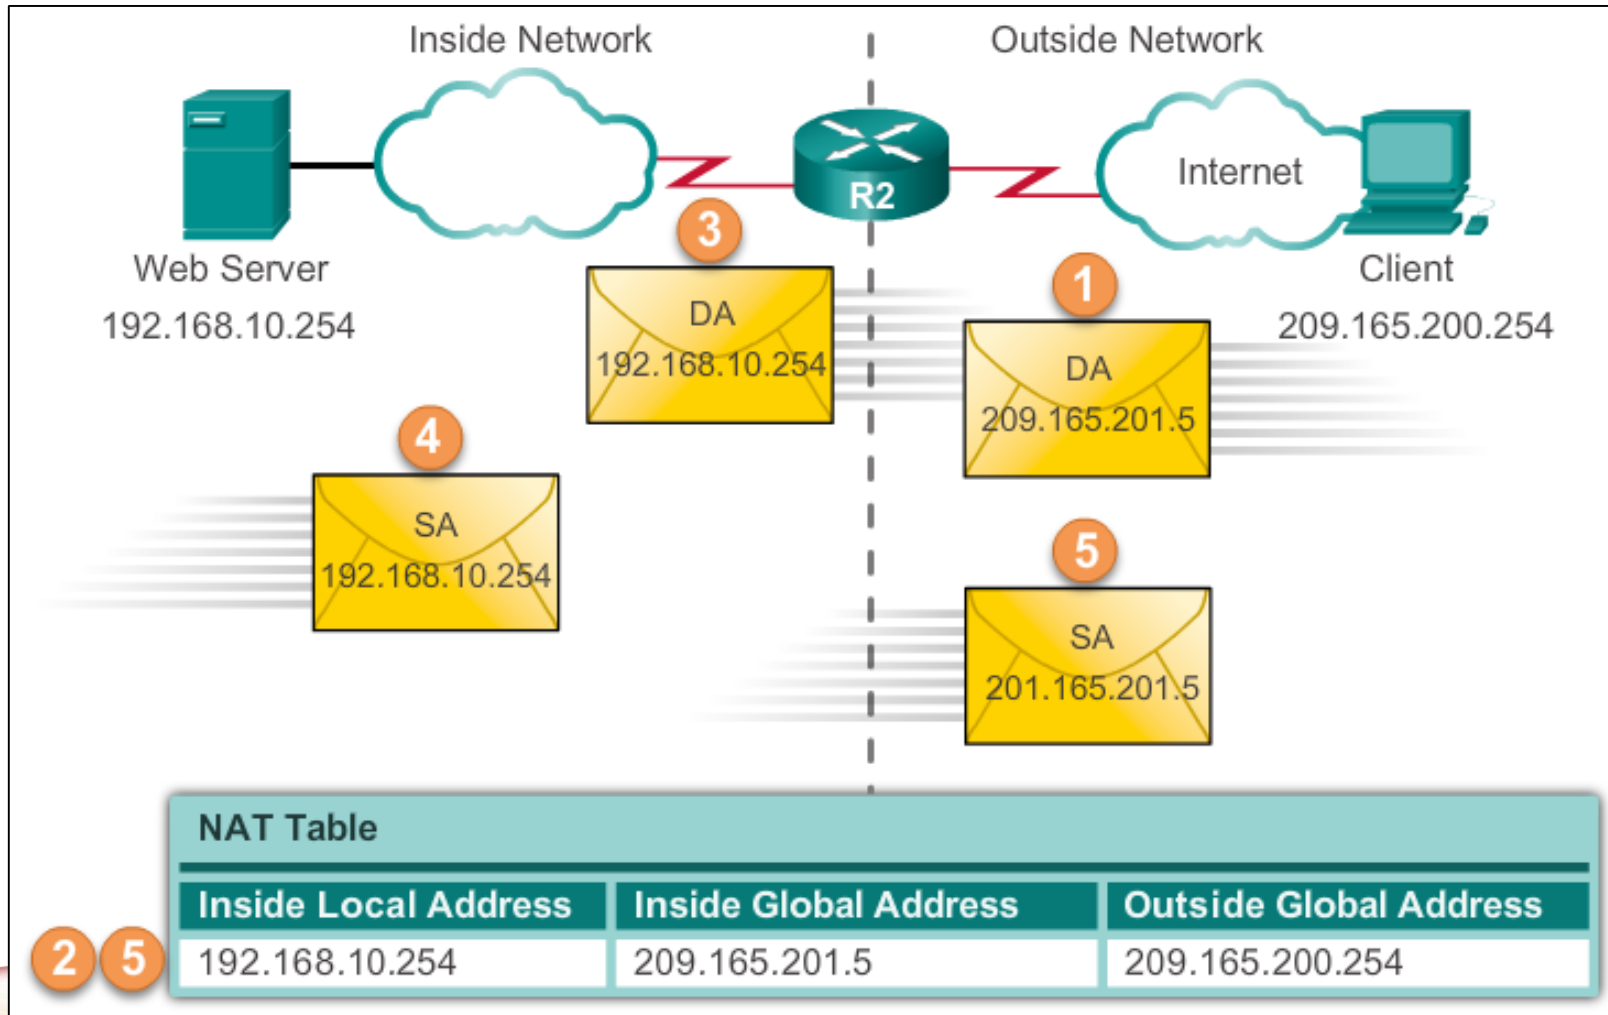 Inside Network
Outside Network
Internet
R2
Web Server
192.168.10.254
Client
209.165.200.254
3
DA
192.168.10.254
1
DA
209.165.201.5
4
SA
192.168.10.254
5
SA
201.165.201.5
NAT Table
Inside Local Address Inside Global Address Outside Global Address
2 5 192.168.10.254 209.165.201.5 209.165.200.254